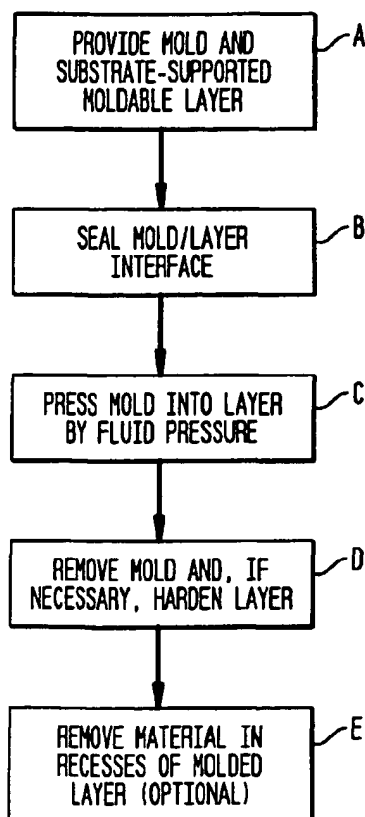 PROVIDE MOLD AND
SUBSTRATE-SUPPORTED
MOLDABLE LAYER
A
SEAL MOLD/LAYER
INTERFACE
B
PRESS MOLD INTO LAYER
BY FLUID PRESSURE
C
REMOVE MOLD AND, IF
NECESSARY, HARDEN LAYER
D
REMOVE MATERIAL IN
RECESSES OF MOLDED
LAYER (OPTIONAL)
E